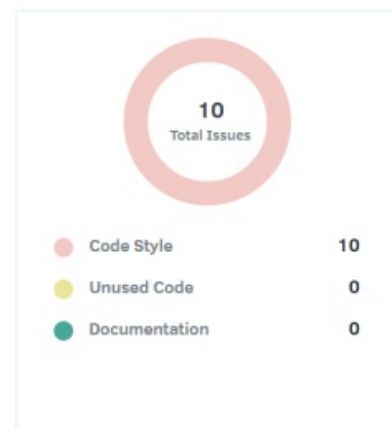 10
Total Issues
Code Style 10
Unused Code 0
Documentation 0